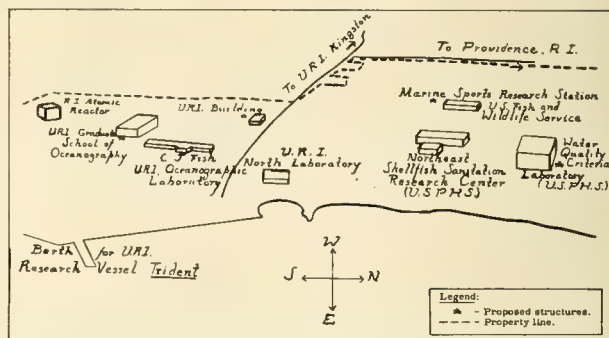 To U.R.I. Kingston
To Providence, R.I.
R.I. Atomic
Reactor
URI Graduate
School of
Oceanography
U.R.I. Building
C. J. Fish
URI Oceanographic
Laboratory
U.R.I.
North Laboratory
Marine Sports Research Station
U.S. Fish and
Wildlife Service
Northeast
Shellfish Sanitation
Research Center
(U.S.P.H.S.)
Water
Quality
Criteria
Laboratory
(U.S.P.H.S.)
Berth for U.R.I.
Research Vessel Trident
W
S N
E
Legend:
- Proposed structures.
- Property line.